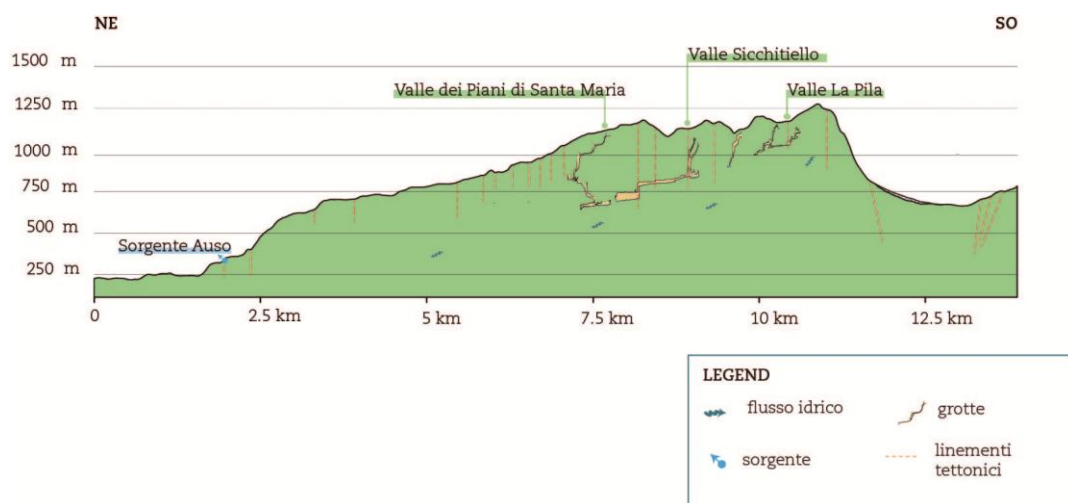 NE
SO
1500 m
Valle Sicchitiello
Valle dei Piani di Santa Maria
Valle La Pila
1250 m
1000 m
750 m
500 m
Sorgente Auso
250 m
0
2.5 km
5 km
7.5 km
10 km
12.5 km
LEGEND
flusso idrico
grotte
sorgente
linementi
tettonici